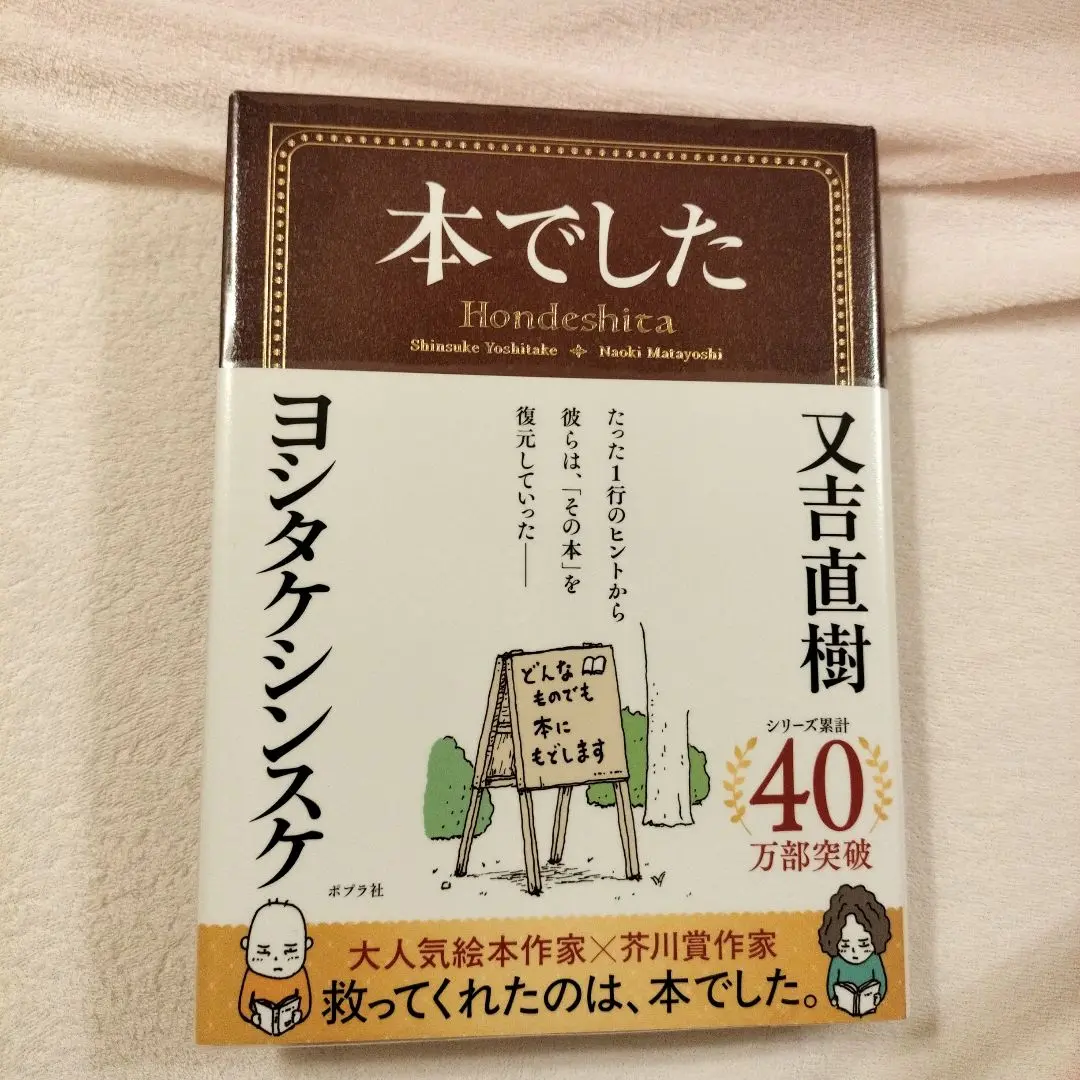 本でした
Hondeshita
Shinsuke Yoshitake Naoki Matayoshi
又吉直樹
たった1行のヒントから
彼らは、「その本」を
復元していった——
ヨシタケシンスケ
どんな
ものでも
本に
もどします
シリーズ累計
40
万部突破
ポプラ社
大人気絵本作家×芥川賞作家
救ってくれたのは、本でした。